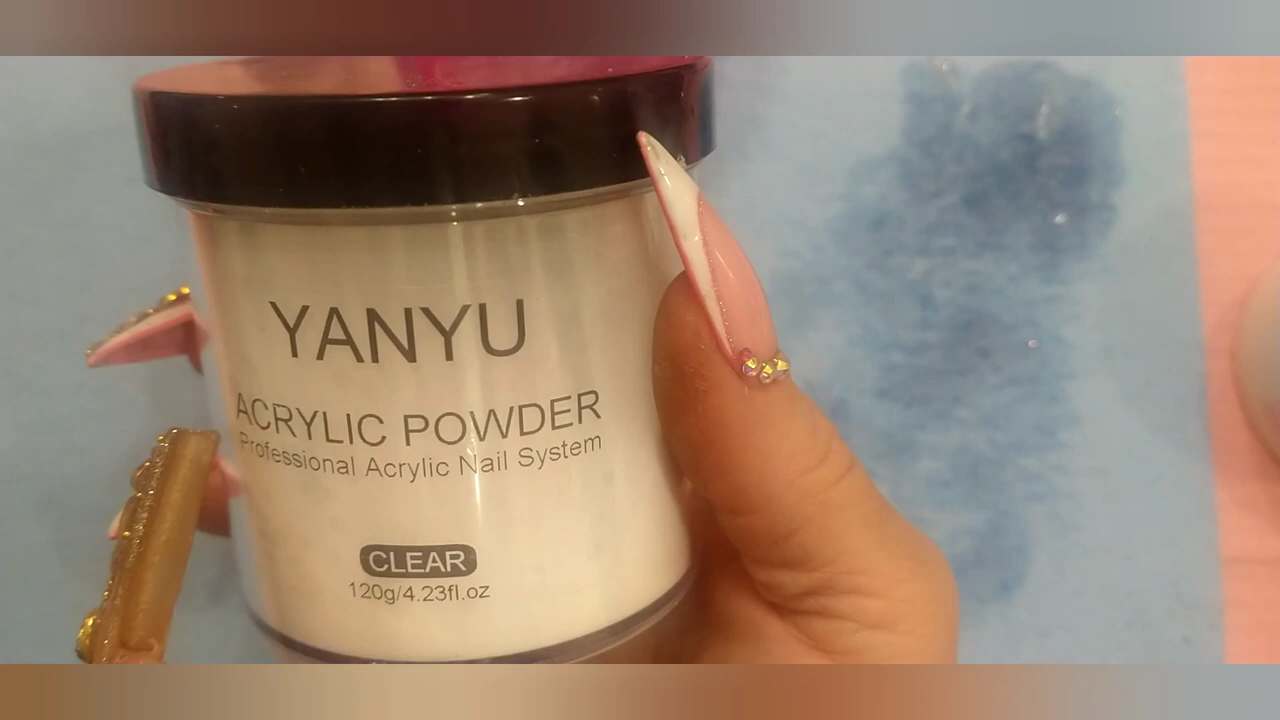 YANYU
ACRYLIC POWDER
Professional Acrylic Nail System
CLEAR
120g/4.23fl.oz